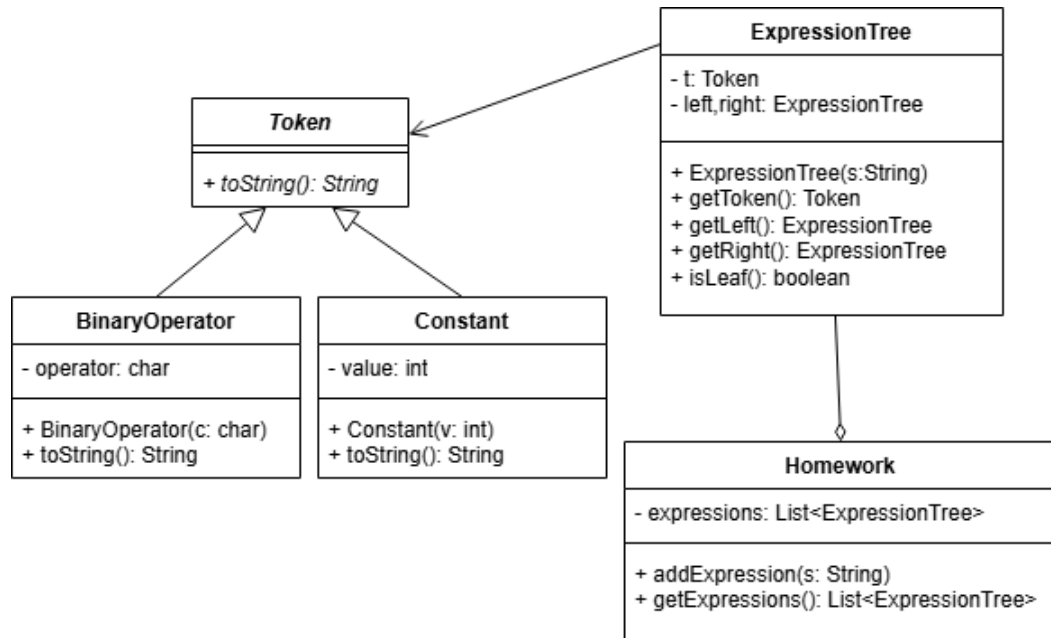 ExpressionTree
- t: Token
- left,right: ExpressionTree
+ ExpressionTree(s:String)
+ getToken(): Token
+ getLeft(): ExpressionTree
+ getRight(): ExpressionTree
+ isLeaf(): boolean
Token
+ toString(): String
BinaryOperator
- operator: char
+ BinaryOperator(c: char)
+ toString(): String
Constant
- value: int
+ Constant(v: int)
+ toString(): String
Homework
- expressions: List<ExpressionTree>
+ addExpression(s: String)
+ getExpressions(): List<ExpressionTree>